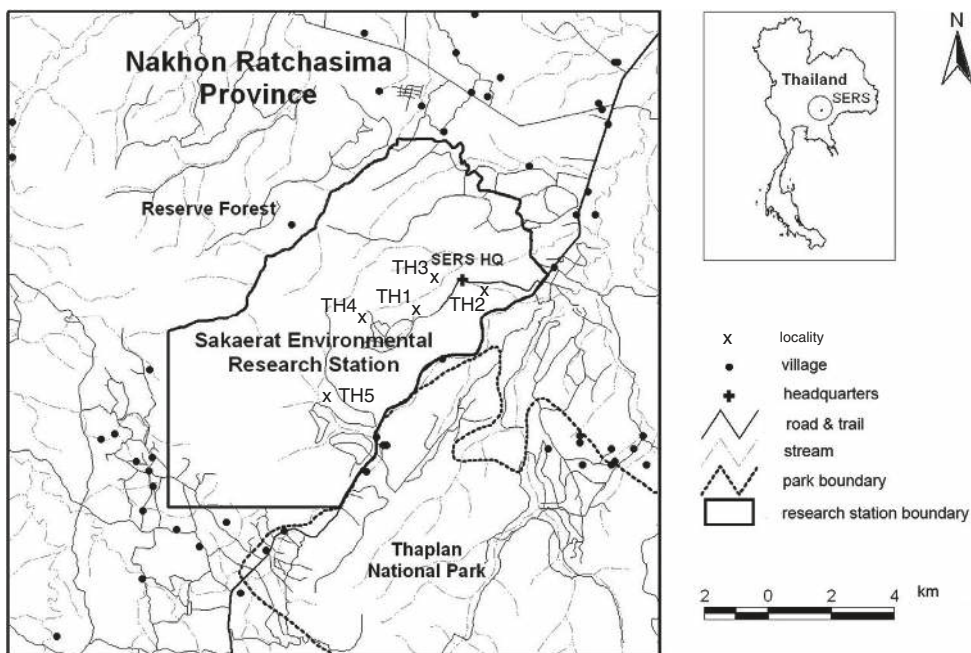 Nakhon Ratchasima
Province
Reserve Forest
SERS HQ
TH3
TH1
TH2
TH4
Sakaerat Environmental
Research Station
TH5
Thaplan
National Park
Thailand
SERS
N
x locality
village
headquarters
road & trail
stream
park boundary
research station boundary
2 0 2 4 km